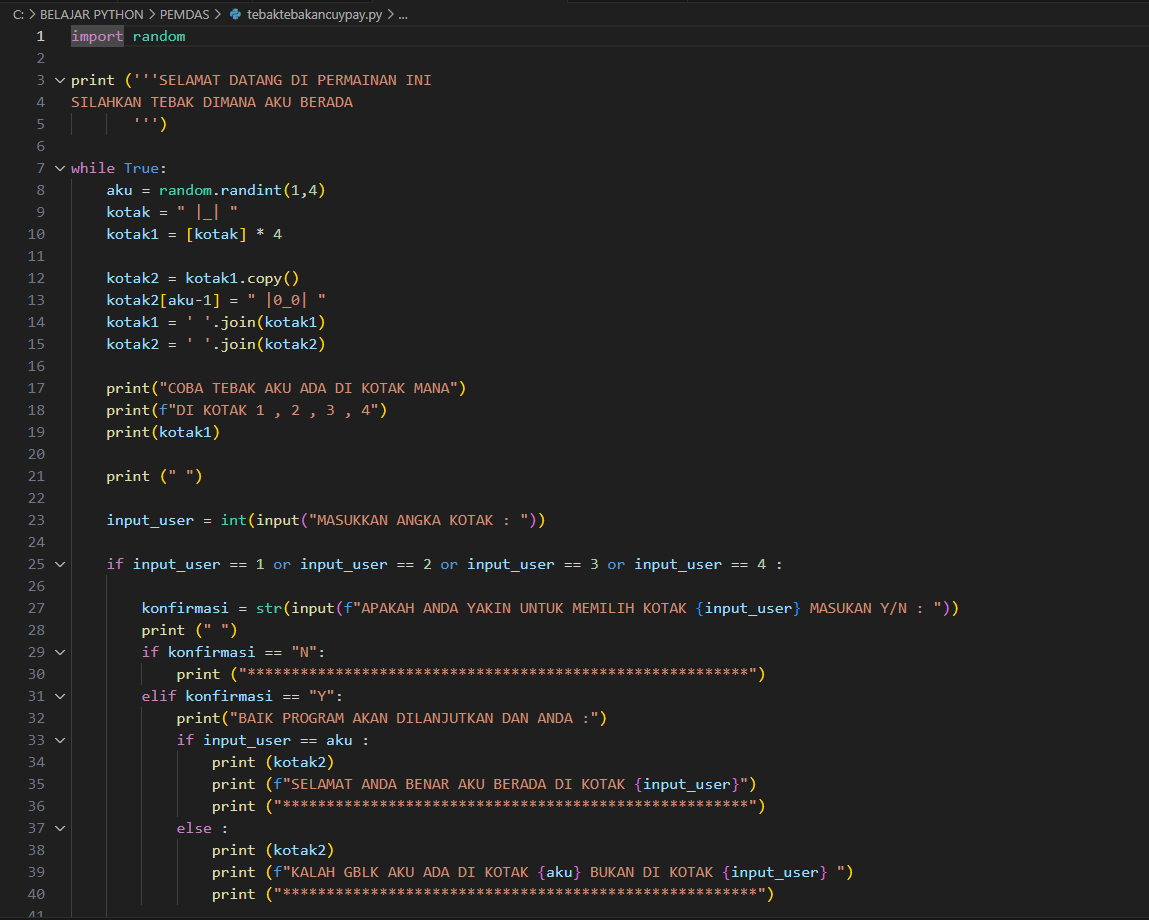 C: > BELAJAR PYTHON > PEMDAS > tebaktebakancuypay.py > ...
1 import random
2
3 print ('''SELAMAT DATANG DI PERMAINAN INI
4 SILAHKAN TEBAK DIMANA AKU BERADA
5        ''')
6
7 while True:
8     aku = random.randint(1,4)
9     kotak = " |_| "
10     kotak1 = [kotak] * 4
11
12     kotak2 = kotak1.copy()
13     kotak2[aku-1] = " |0_0| "
14     kotak1 = ' '.join(kotak1)
15     kotak2 = ' '.join(kotak2)
16
17     print("COBA TEBAK AKU ADA DI KOTAK MANA")
18     print(f"DI KOTAK 1 , 2 , 3 , 4")
19     print(kotak1)
20
21     print (" ")
22
23     input_user = int(input("MASUKKAN ANGKA KOTAK : "))
24
25     if input_user == 1 or input_user == 2 or input_user == 3 or input_user == 4 :
26
27         konfirmasi = str(input(f"APAKAH ANDA YAKIN UNTUK MEMILIH KOTAK {input_user} MASUKAN Y/N : "))
28         print (" ")
29         if konfirmasi == "N":
30             print ("*********************************************************")
31         elif konfirmasi == "Y":
32             print("BAIK PROGRAM AKAN DILANJUTKAN DAN ANDA :")
33             if input_user == aku :
34                 print (kotak2)
35                 print (f"SELAMAT ANDA BENAR AKU BERADA DI KOTAK {input_user}")
36                 print ("*****************************************************")
37             else :
38                 print (kotak2)
39                 print (f"KALAH GBLK AKU ADA DI KOTAK {aku} BUKAN DI KOTAK {input_user} ")
40                 print ("******************************************************")
41